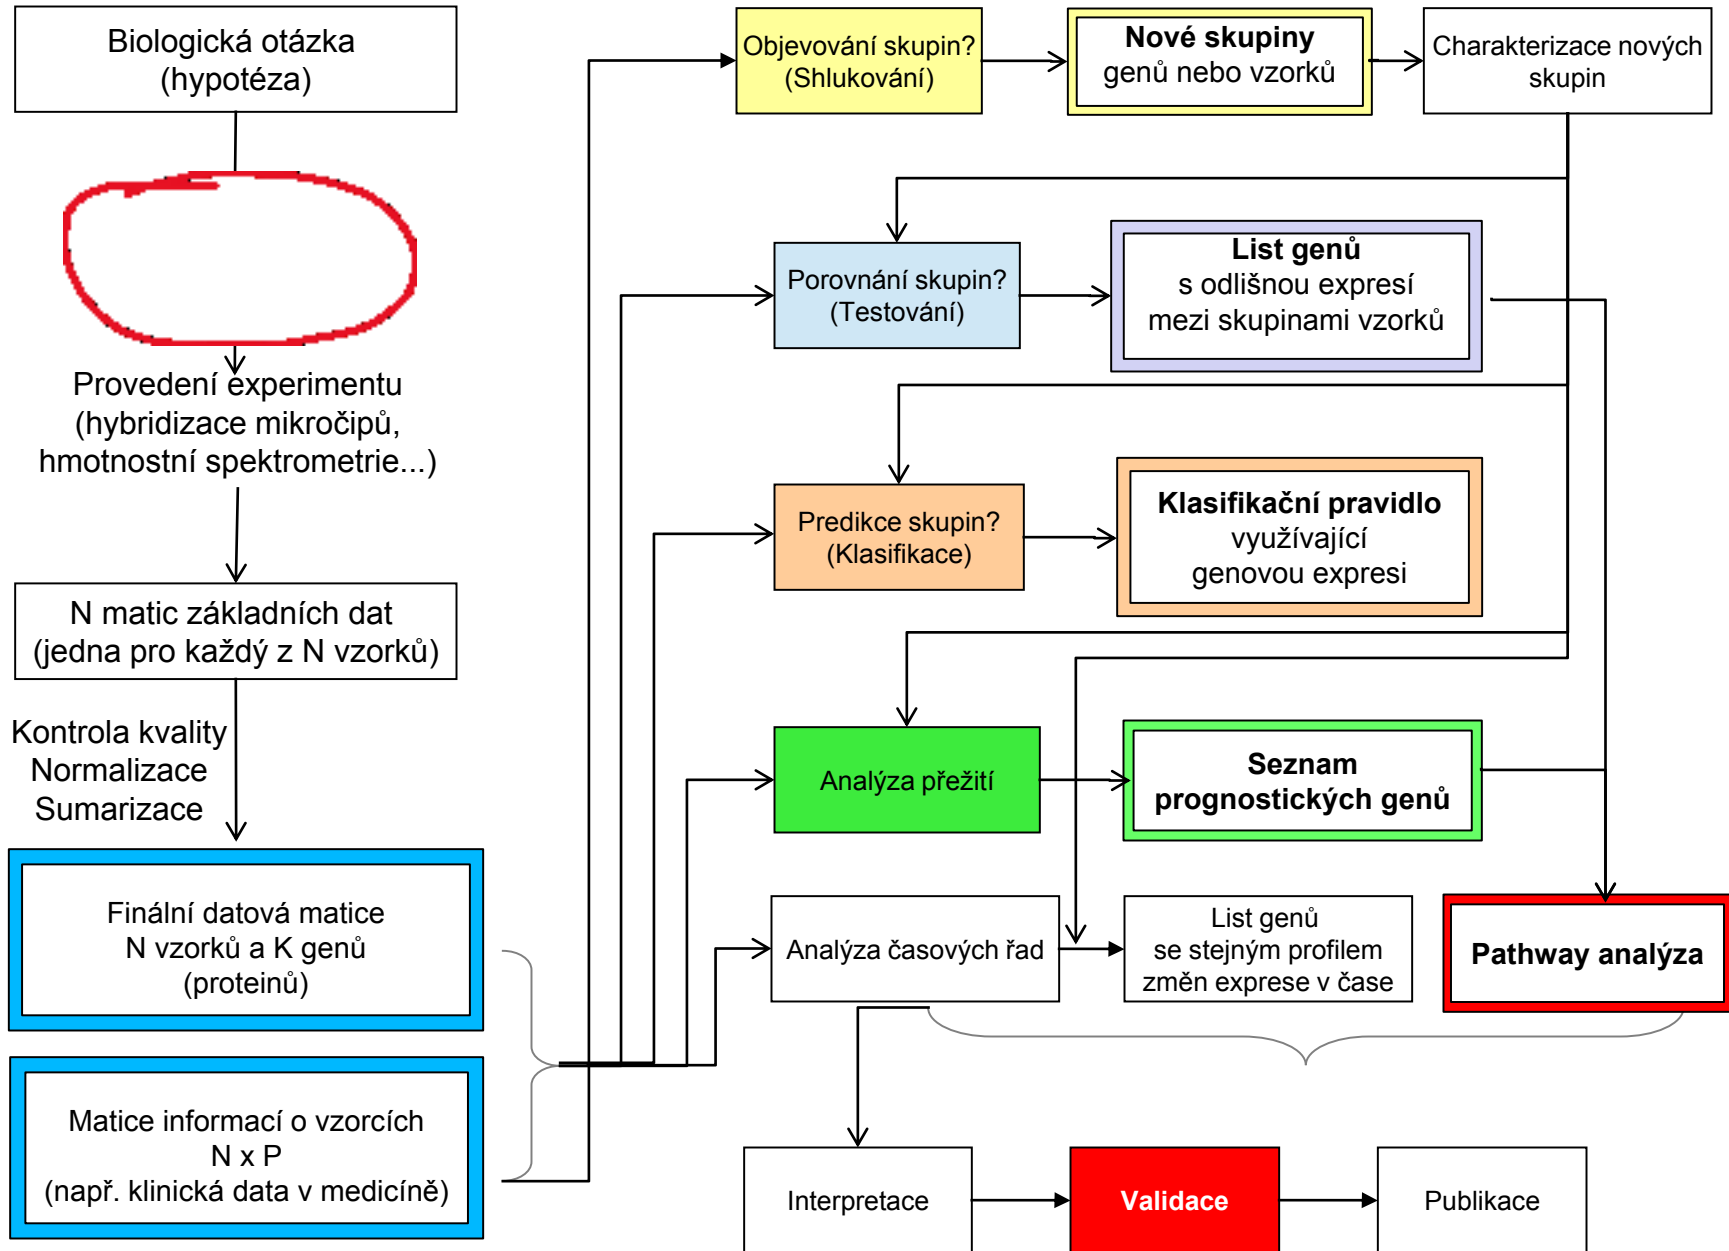 Biologická otázka
(hypotéza)
Provedení experimentu
(hybridizace mikročipů,
hmotnostní spektrometrie...)
N matic základních dat
(jedna pro každý z N vzorků)
Kontrola kvality
Normalizace
Sumarizace
Finální datová matice
N vzorků a K genů
(proteinů)
Matice informací o vzorcích
N x P
(např. klinická data v medicíně)
Objevování skupin?
(Shlukování)
Nové skupiny
genů nebo vzorků
Charakterizace nových
skupin
Porovnání skupin?
(Testování)
List genů
s odlišnou expresí
mezi skupinami vzorků
Predikce skupin?
(Klasifikace)
Klasifikační pravidlo
využívající
genovou expresi
Analýza přežití
Seznam
prognostických genů
Analýza časových řad
List genů
se stejným profilem
změn exprese v čase
Pathway analýza
Interpretace
Validace
Publikace